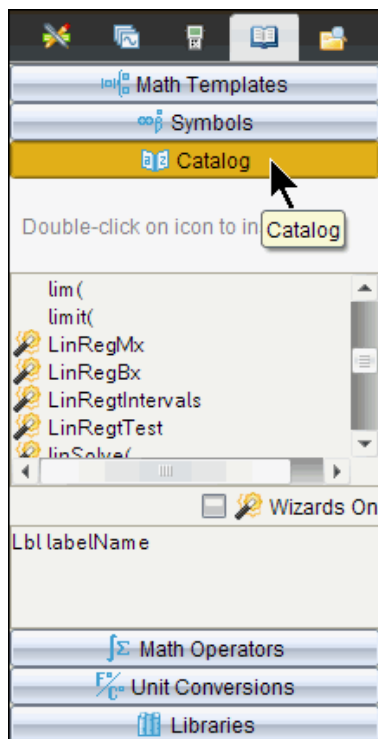 Math Templates
∞β Symbols
Catalog
Double-click on icon to in
Catalog
lim(
limit(
LinRegMx
LinRegBx
LinRegtIntervals
LinRegtTest
linSolve(
Wizards On
Lbl labelName
∫Σ Math Operators
F°/C° Unit Conversions
Libraries